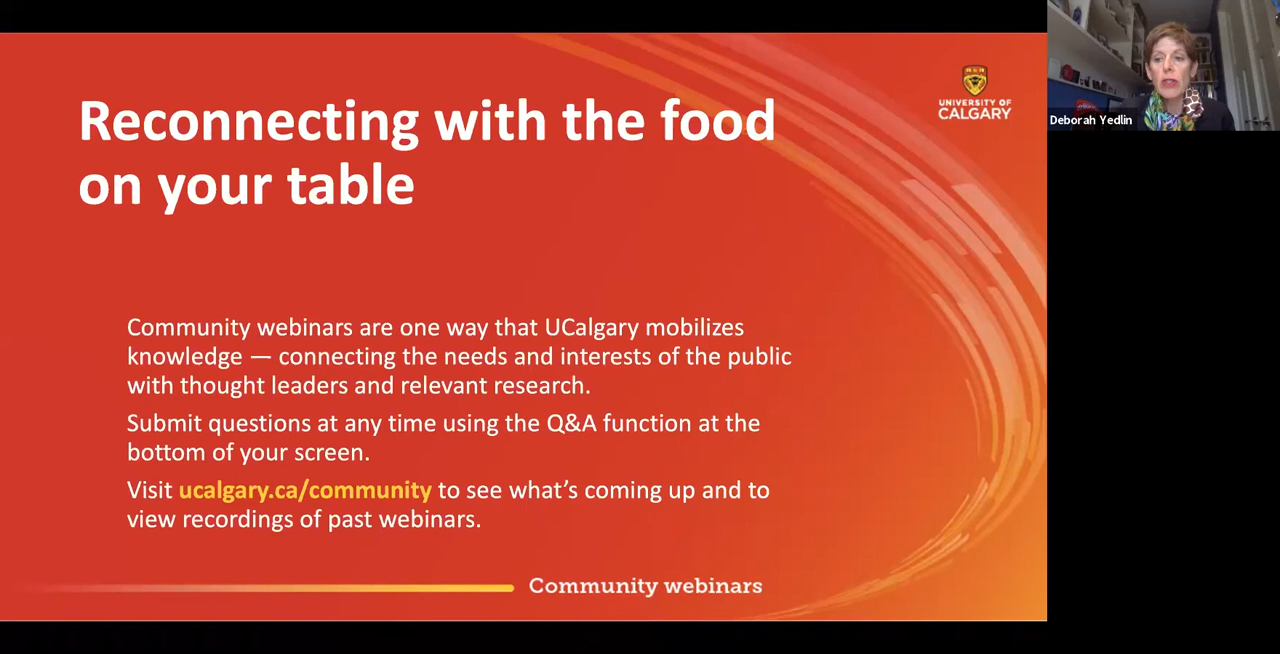 Reconnecting with the food
on your table
UNIVERSITY OF
CALGARY
Deborah Yedlin
Community webinars are one way that UCalgary mobilizes
knowledge — connecting the needs and interests of the public
with thought leaders and relevant research.
Submit questions at any time using the Q&A function at the
bottom of your screen.
Visit ucalgary.ca/community to see what’s coming up and to
view recordings of past webinars.
Community webinars